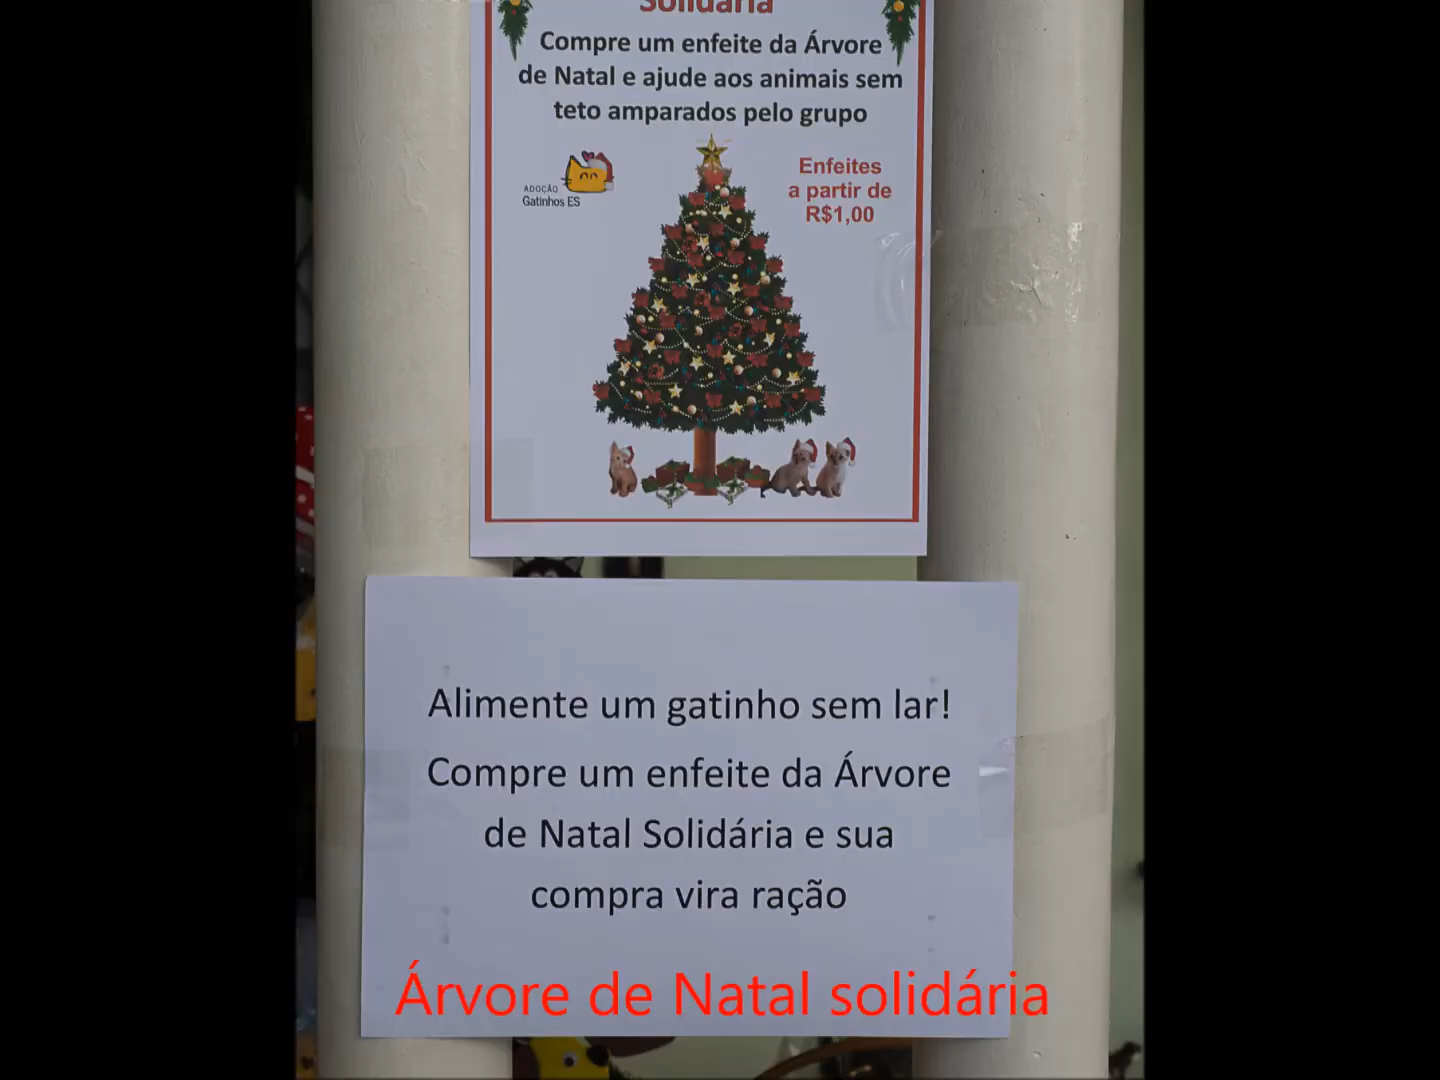 Solidária
Compre um enfeite da Árvore
de Natal e ajude aos animais sem
teto amparados pelo grupo
ADOÇÃO
Gatinhos ES
Enfeites
a partir de
R$1,00
Alimente um gatinho sem lar!
Compre um enfeite da Árvore
de Natal Solidária e sua
compra vira ração
Árvore de Natal solidária